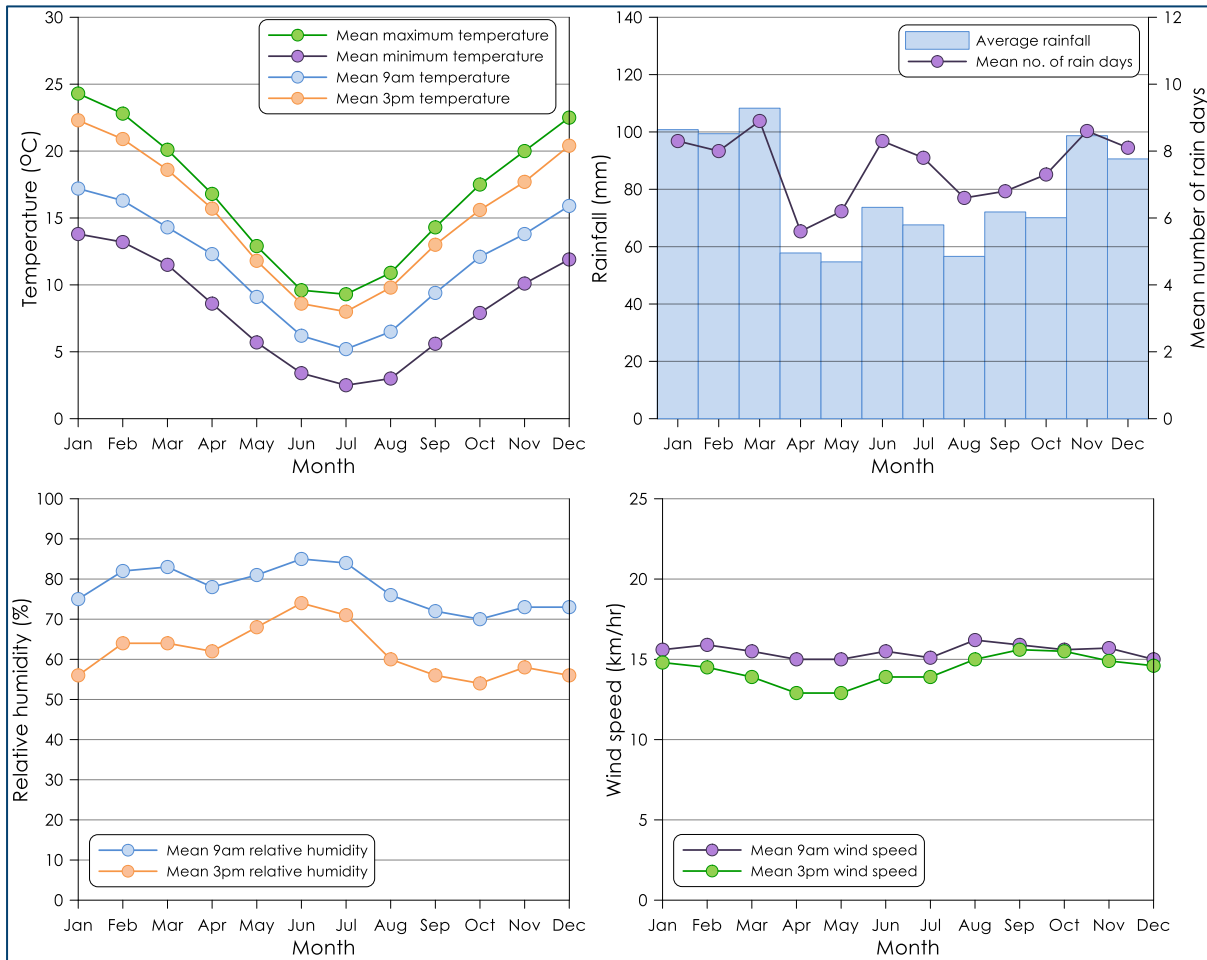 30
25
20
15
10
5
0
Temperature (°C)
Mean maximum temperature
Mean minimum temperature
Mean 9am temperature
Mean 3pm temperature
Jan Feb Mar Apr May Jun Jul Aug Sep Oct Nov Dec
Month
140
120
100
80
60
40
20
0
Rainfall (mm)
Average rainfall
Mean no. of rain days
12
10
8
6
4
2
0
Mean number of rain days
Jan Feb Mar Apr May Jun Jul Aug Sep Oct Nov Dec
Month
100
90
80
70
60
50
40
30
20
10
0
Relative humidity (%)
Mean 9am relative humidity
Mean 3pm relative humidity
Jan Feb Mar Apr May Jun Jul Aug Sep Oct Nov Dec
Month
25
20
15
10
5
0
Wind speed (km/hr)
Mean 9am wind speed
Mean 3pm wind speed
Jan Feb Mar Apr May Jun Jul Aug Sep Oct Nov Dec
Month